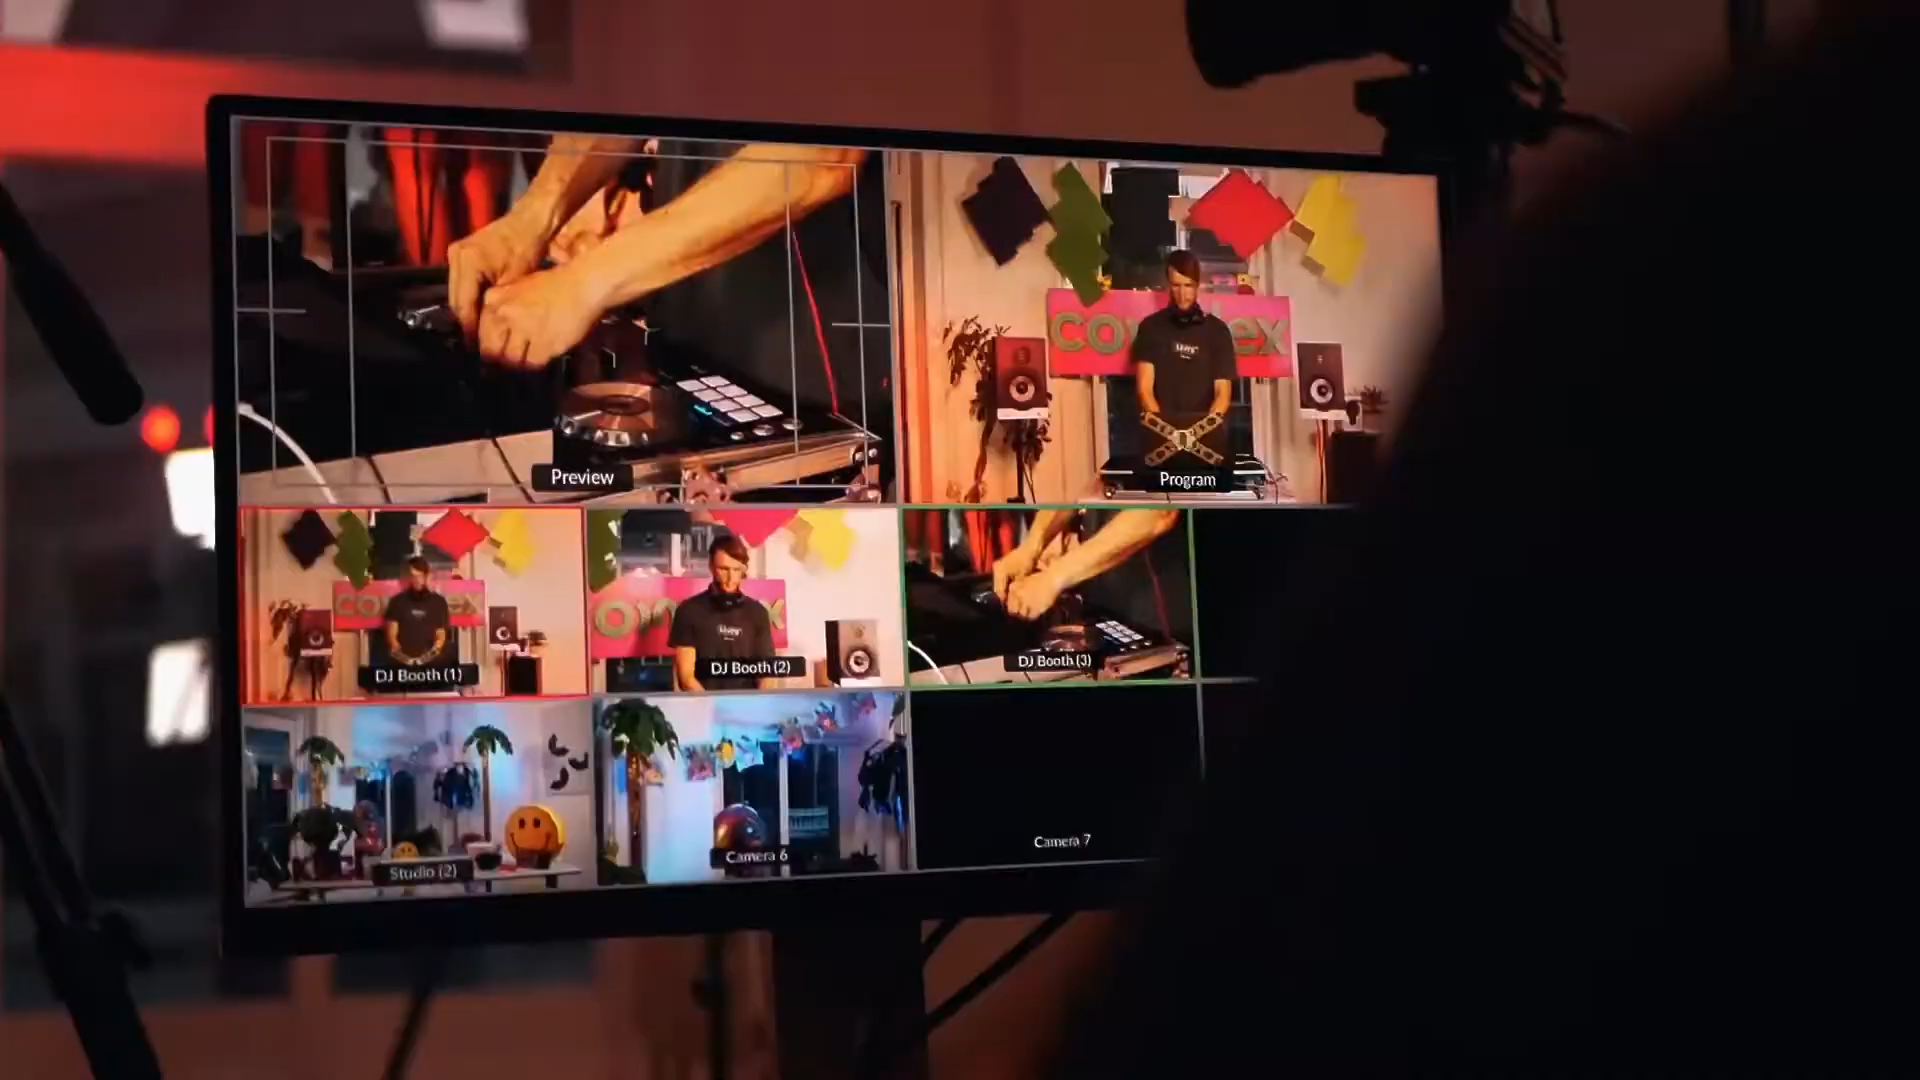 Preview
Program
DJ Booth (1)
DJ Booth (2)
DJ Booth (3)
Studio (2)
Camera 6
Camera 7